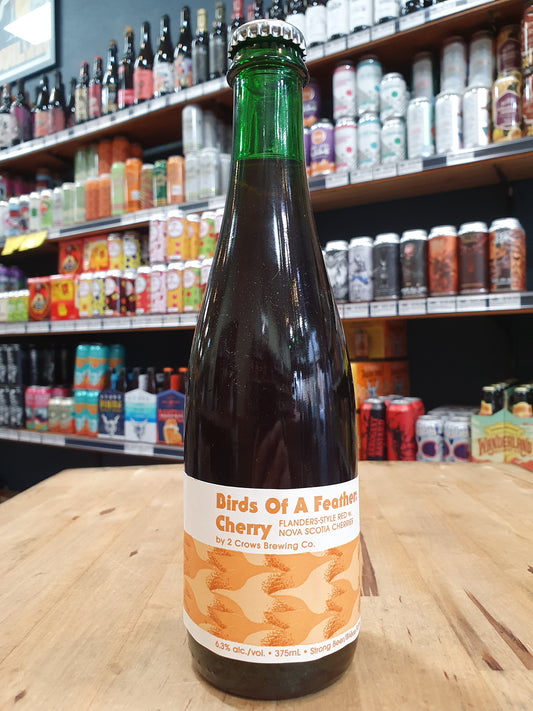 Birds Of A Feather:
Cherry FLANDERS-STYLE RED w.
NOVA SCOTIA CHERRIES
by 2 Crows Brewing Co.
6.3% alc./vol. • 375mL • Strong Beer/Bière
WANDERLAND